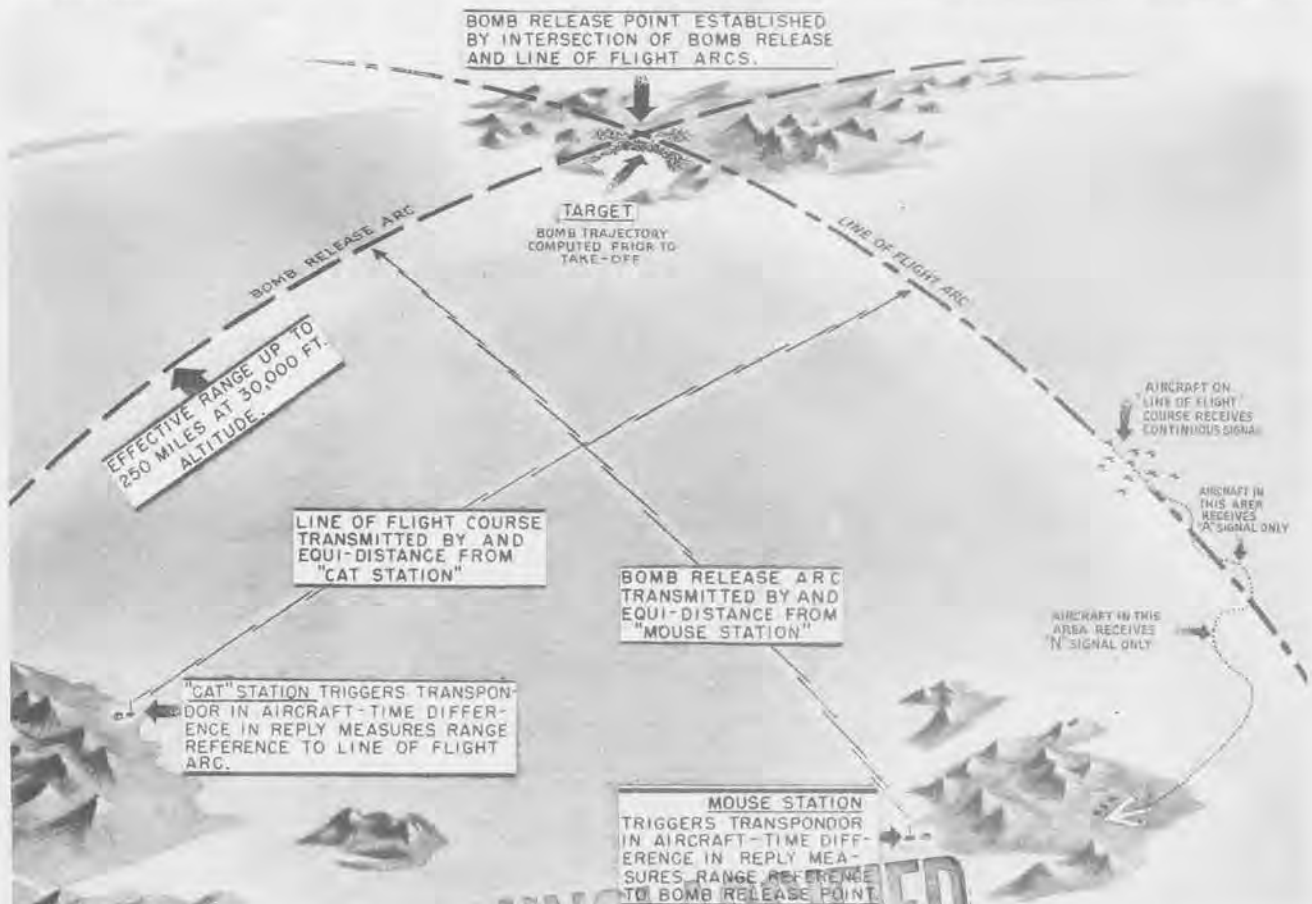 BOMB RELEASE POINT ESTABLISHED
BY INTERSECTION OF BOMB RELEASE
AND LINE OF FLIGHT ARCS.
TARGET
BOMB TRAJECTORY
COMPUTED PRIOR TO
TAKE-OFF
BOMB RELEASE ARC
LINE OF FLIGHT ARC
EFFECTIVE RANGE UP TO
250 MILES AT 30,000 FT.
ALTITUDE.
AIRCRAFT ON
"LINE OF FLIGHT"
COURSE RECEIVES
CONTINUOUS SIGNAL
AIRCRAFT IN
THIS AREA
RECEIVES
"A" SIGNAL ONLY
LINE OF FLIGHT COURSE
TRANSMITTED BY AND
EQUI-DISTANCE FROM
"CAT STATION"
BOMB RELEASE ARC
TRANSMITTED BY AND
EQUI-DISTANCE FROM
"MOUSE STATION"
AIRCRAFT IN THIS
AREA RECEIVES
"N" SIGNAL ONLY
"CAT" STATION TRIGGERS TRANSPON-
DOR IN AIRCRAFT-TIME DIFFER-
ENCE IN REPLY MEASURES RANGE
REFERENCE TO LINE OF FLIGHT
ARC.
MOUSE STATION
TRIGGERS TRANSPONDOR
IN AIRCRAFT-TIME DIFF-
ERENCE IN REPLY MEA-
SURES RANGE REFERENCE
TO BOMB RELEASE POINT.